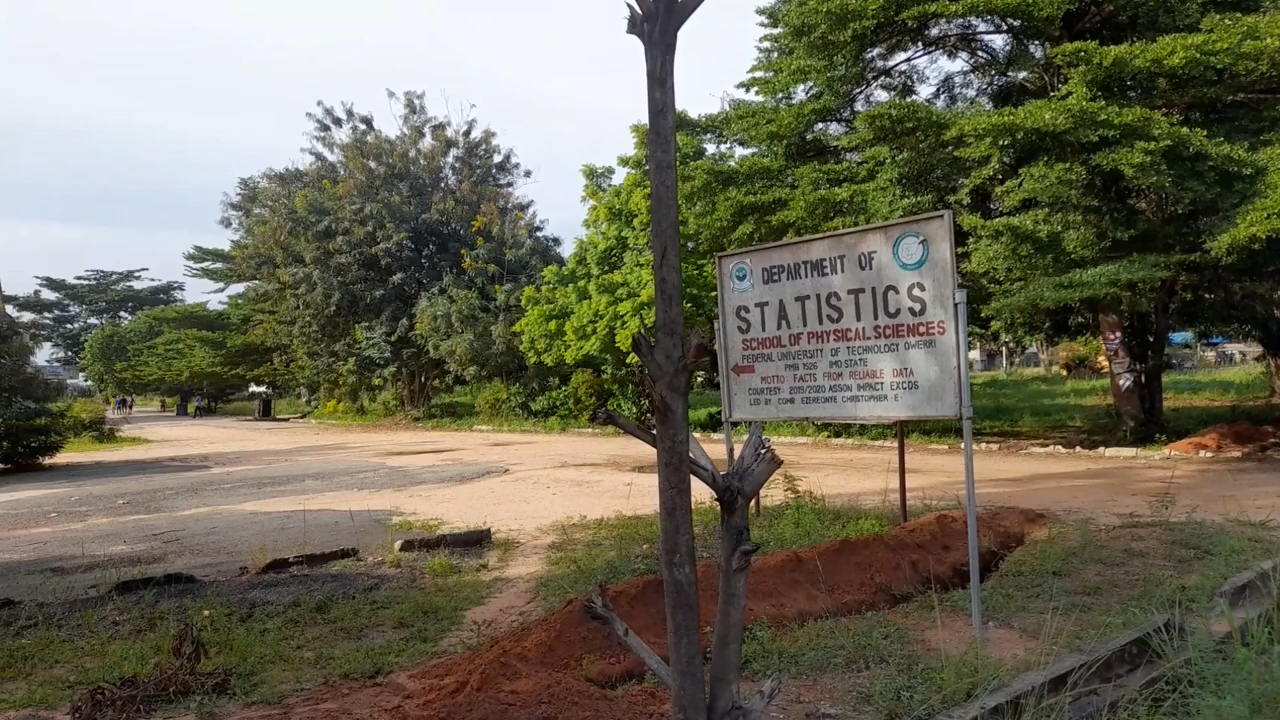 DEPARTMENT OF
STATISTICS
SCHOOL OF PHYSICAL SCIENCES
FEDERAL UNIVERSITY OF TECHNOLOGY OWERRI
PMB 1526 IMO STATE
MOTTO: FACTS FROM RELIABLE DATA
COURTESY: 2019/2020 ASSON IMPACT EXCOS
LED BY COMR EZEREONYE CHRISTOPHER E.